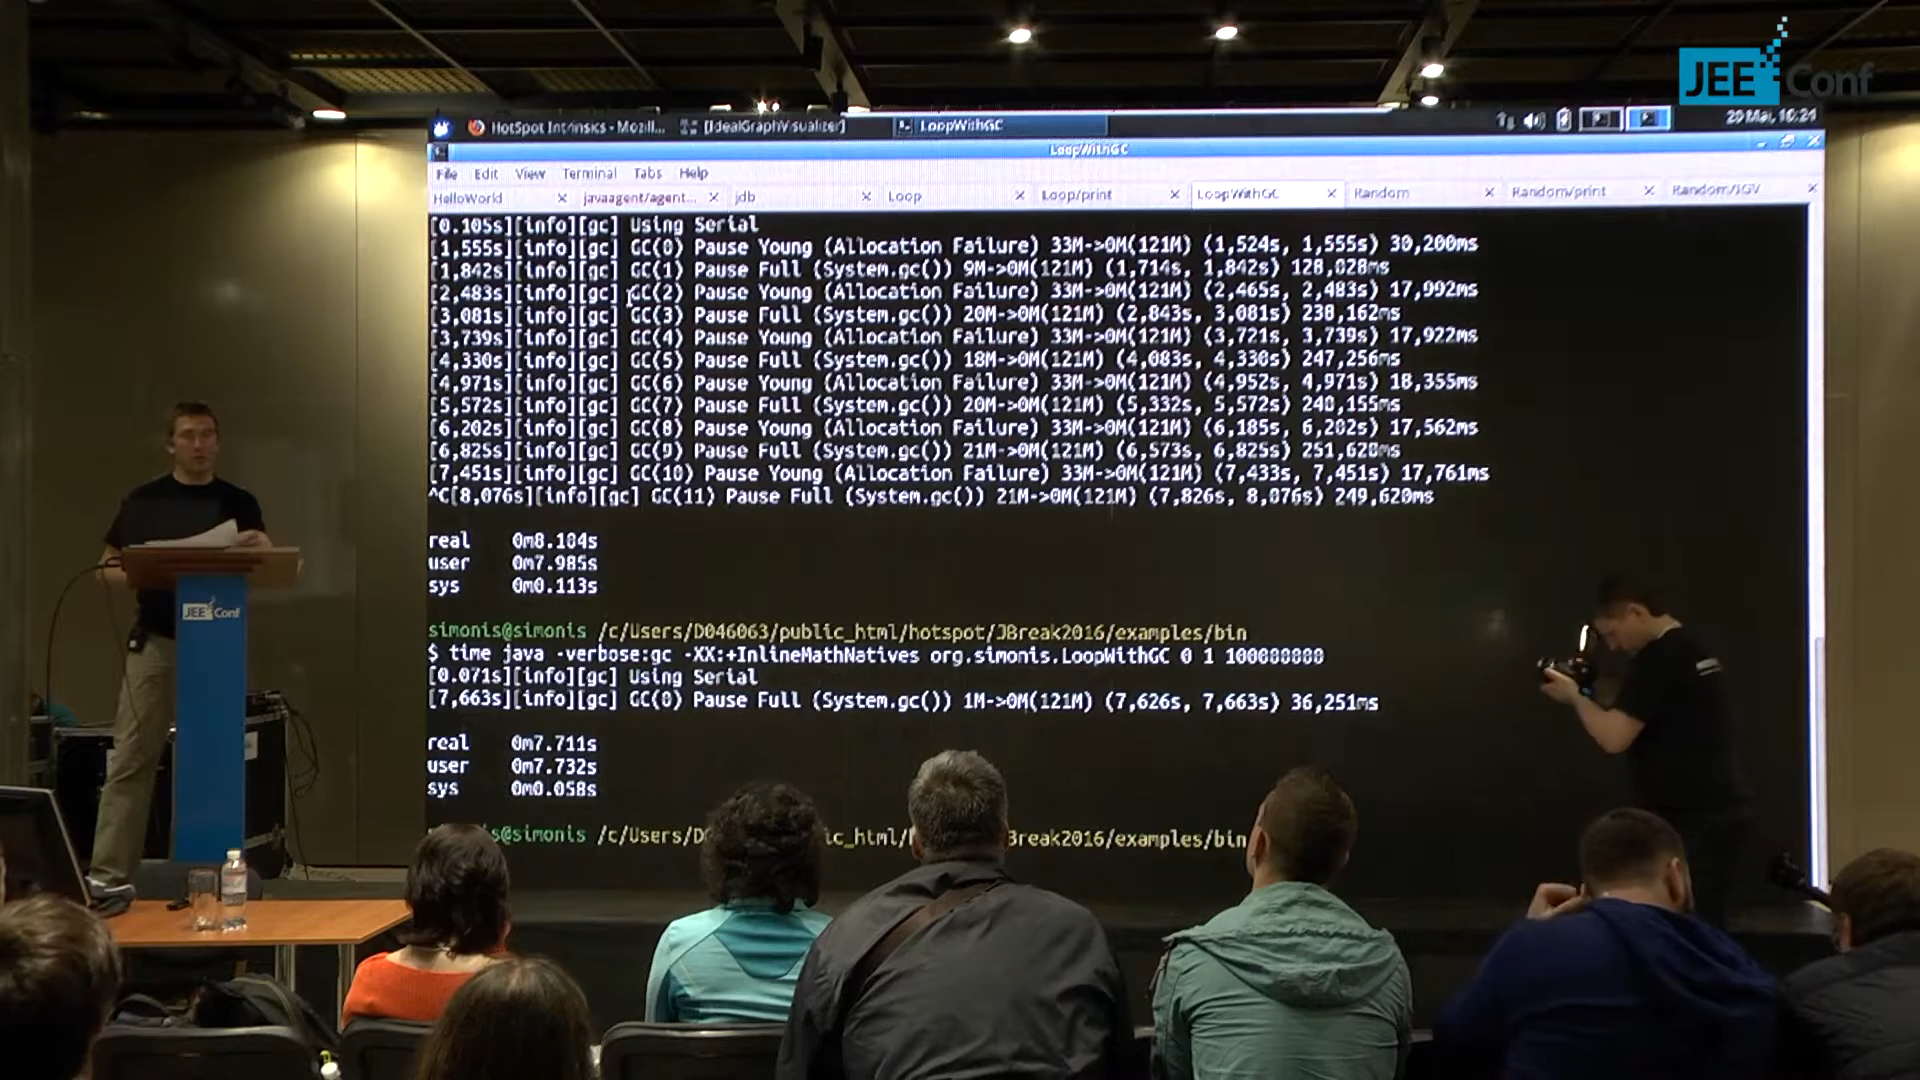 JEE Conf
HotSpot Intrinsics - Mozill... [IdealGraphVisualizer] LoopWithGC 20 Mai, 10:24
LoopWithGC
File Edit View Terminal Tabs Help
HelloWorld javaagent/agent... jdb Loop Loop/print LoopWithGC Random Random/print Random/IGV
[0.105s][info][gc] Using Serial
[1,555s][info][gc] GC(0) Pause Young (Allocation Failure) 33M->0M(121M) (1,524s, 1,555s) 30,200ms
[1,842s][info][gc] GC(1) Pause Full (System.gc()) 9M->0M(121M) (1,714s, 1,842s) 128,028ms
[2,483s][info][gc] GC(2) Pause Young (Allocation Failure) 33M->0M(121M) (2,465s, 2,483s) 17,992ms
[3,081s][info][gc] GC(3) Pause Full (System.gc()) 20M->0M(121M) (2,843s, 3,081s) 238,162ms
[3,739s][info][gc] GC(4) Pause Young (Allocation Failure) 33M->0M(121M) (3,721s, 3,739s) 17,922ms
[4,330s][info][gc] GC(5) Pause Full (System.gc()) 18M->0M(121M) (4,083s, 4,330s) 247,256ms
[4,971s][info][gc] GC(6) Pause Young (Allocation Failure) 33M->0M(121M) (4,952s, 4,971s) 18,355ms
[5,572s][info][gc] GC(7) Pause Full (System.gc()) 20M->0M(121M) (5,332s, 5,572s) 240,155ms
[6,202s][info][gc] GC(8) Pause Young (Allocation Failure) 33M->0M(121M) (6,185s, 6,202s) 17,562ms
[6,825s][info][gc] GC(9) Pause Full (System.gc()) 21M->0M(121M) (6,573s, 6,825s) 251,620ms
[7,451s][info][gc] GC(10) Pause Young (Allocation Failure) 33M->0M(121M) (7,433s, 7,451s) 17,761ms
^C[8,076s][info][gc] GC(11) Pause Full (System.gc()) 21M->0M(121M) (7,826s, 8,076s) 249,620ms
real 0m8.104s
user 0m7.985s
sys 0m0.113s
simonis@simonis /c/Users/D046063/public_html/hotspot/JBreak2016/examples/bin
$ time java -verbose:gc -XX:+InlineMathNatives org.simonis.LoopWithGC 0 1 100000000
[0.071s][info][gc] Using Serial
[7,663s][info][gc] GC(0) Pause Full (System.gc()) 1M->0M(121M) (7,626s, 7,663s) 36,251ms
real 0m7.711s
user 0m7.732s
sys 0m0.058s
s@simonis /c/Users/D0 c_html/ Break2016/examples/bin
JEE Conf